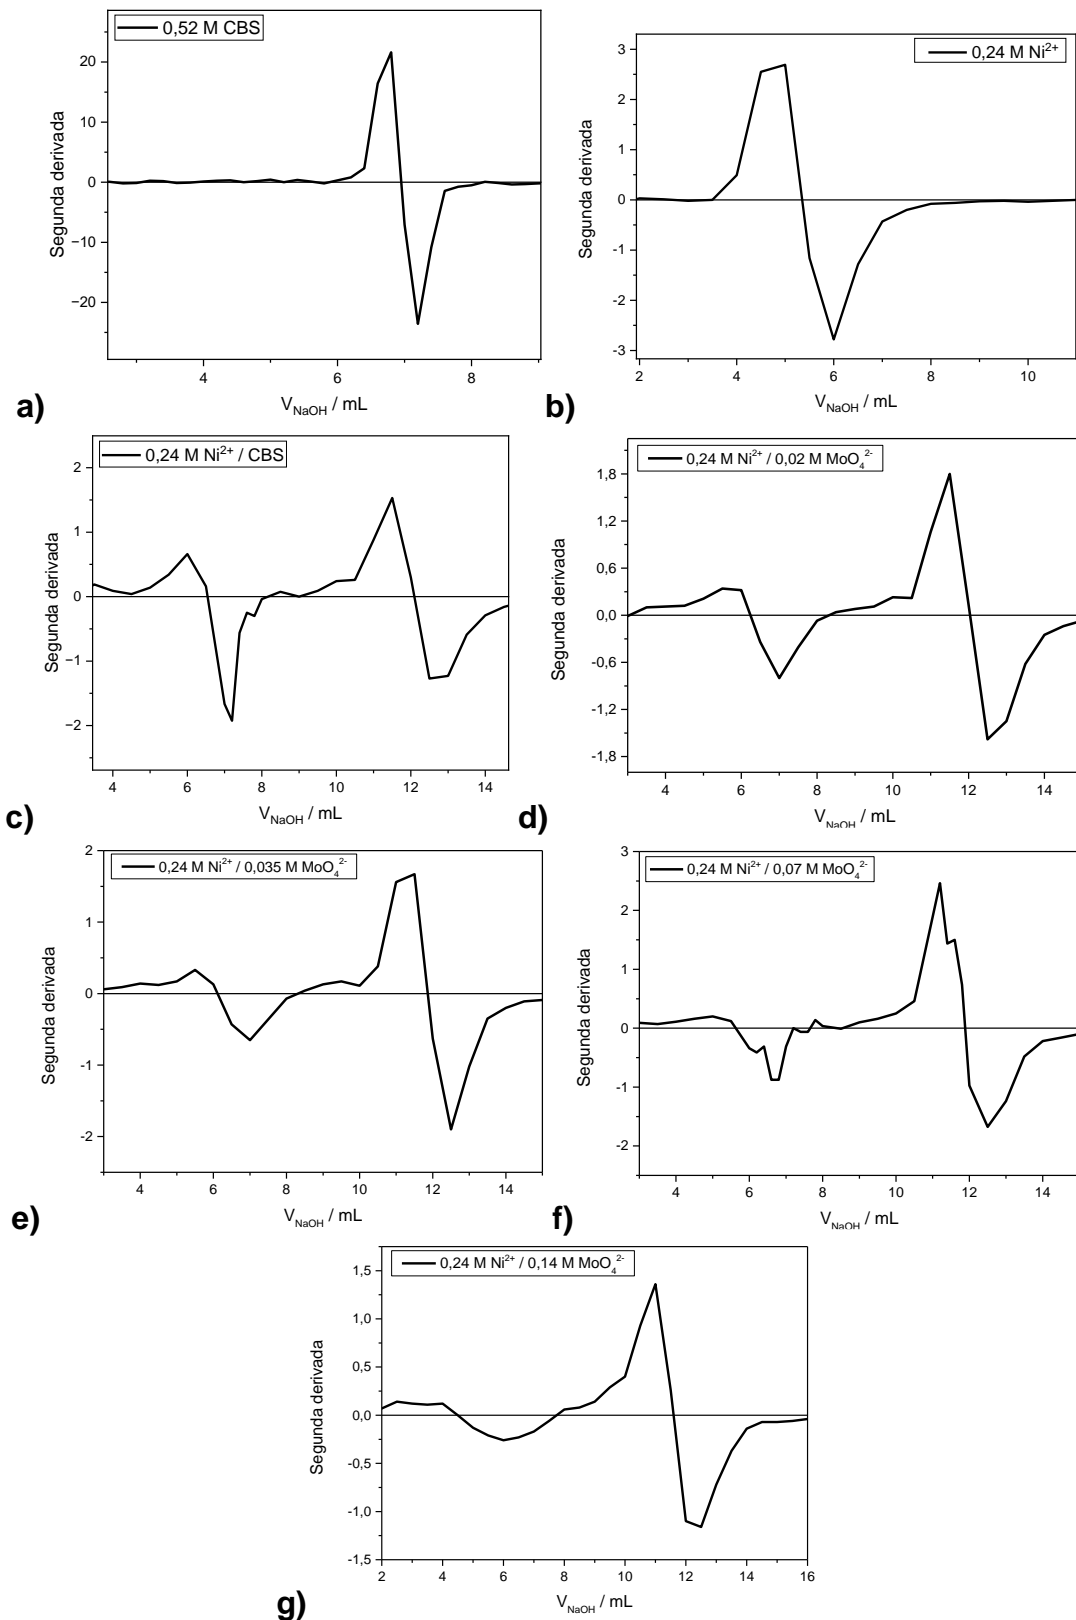 0,52 M CBS
20
10
0
−10
−20
Segunda derivada
4 6 8
V_NaOH / mL
a)
0,24 M Ni²⁺
3
2
1
0
-1
-2
-3
Segunda derivada
2 4 6 8 10
V_NaOH / mL
b)
0,24 M Ni²⁺ / CBS
2
1
0
−1
−2
Segunda derivada
4 6 8 10 12 14
V_NaOH / mL
c)
0,24 M Ni²⁺ / 0,02 M MoO₄²⁻
1,8
1,2
0,6
0,0
-0,6
-1,2
-1,8
Segunda derivada
4 6 8 10 12 14
V_NaOH / mL
d)
0,24 M Ni²⁺ / 0,035 M MoO₄²⁻
2
1
0
-1
-2
Segunda derivada
4 6 8 10 12 14
V_NaOH / mL
e)
0,24 M Ni²⁺ / 0,07 M MoO₄²⁻
3
2
1
0
-1
-2
Segunda derivada
4 6 8 10 12 14
V_NaOH / mL
f)
0,24 M Ni²⁺ / 0,14 M MoO₄²⁻
1,5
1,0
0,5
0,0
-0,5
-1,0
-1,5
Segunda derivada
2 4 6 8 10 12 14 16
V_NaOH / mL
g)